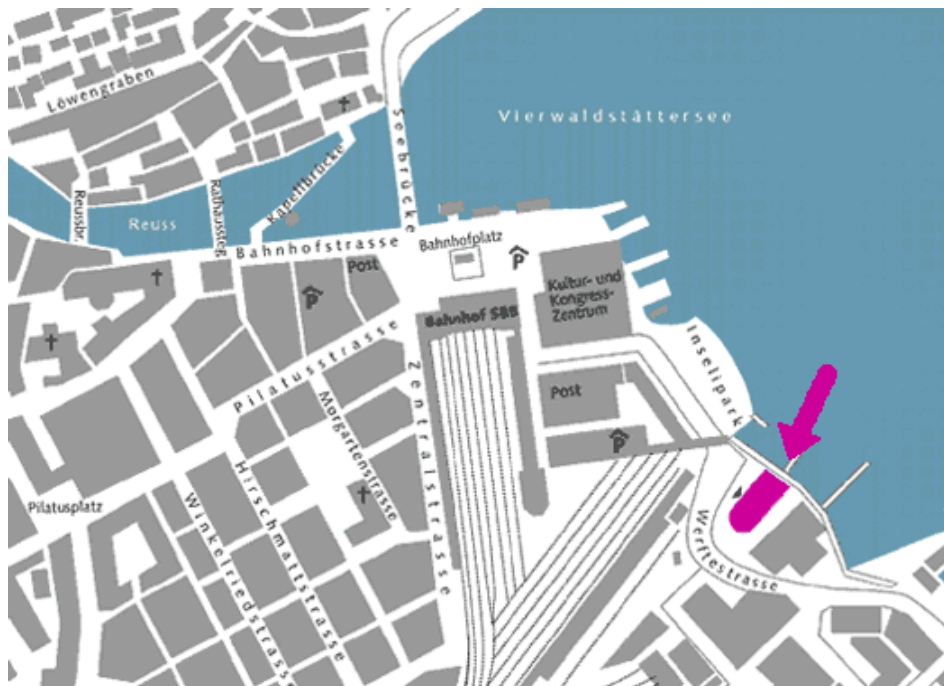 Löwengraben
Vierwaldstättersee
Seebrücke
Kapellbrücke
Reussbr.
Rathaussteg
Reuss
Bahnhofstrasse
Bahnhofplatz
P
Post
P
Kultur- und
Kongress-
Zentrum
Bahnhof SBB
Inselipark
Pilatusstrasse
Zentralstrasse
Morgartenstrasse
Post
P
Hirschmattstrasse
Winkelriedstrasse
Pilatusplatz
Werftestrasse